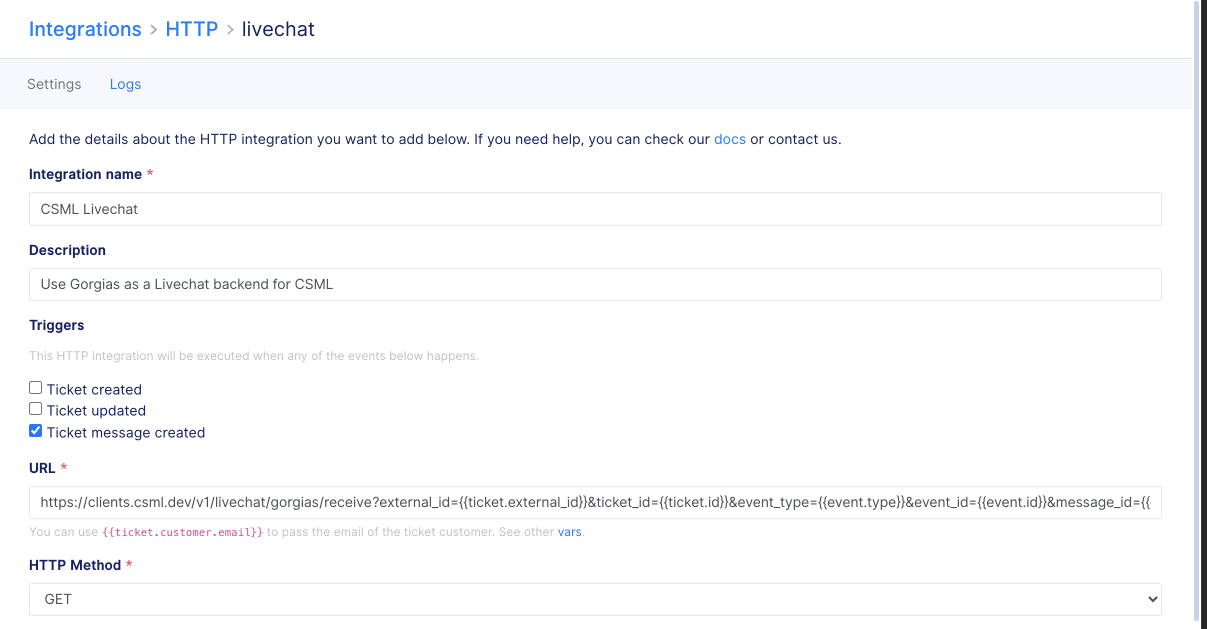 Integrations > HTTP > livechat
Settings Logs
Add the details about the HTTP integration you want to add below. If you need help, you can check our docs or contact us.
Integration name *
CSML Livechat
Description
Use Gorgias as a Livechat backend for CSML
Triggers
This HTTP integration will be executed when any of the events below happens.
Ticket created
Ticket updated
Ticket message created
URL *
https://clients.csml.dev/v1/livechat/gorgias/receive?external_id={{ticket.external_id}}&ticket_id={{ticket.id}}&event_type={{event.type}}&event_id={{event.id}}&message_id={{
You can use {{ticket.customer.email}} to pass the email of the ticket customer. See other vars.
HTTP Method *
GET